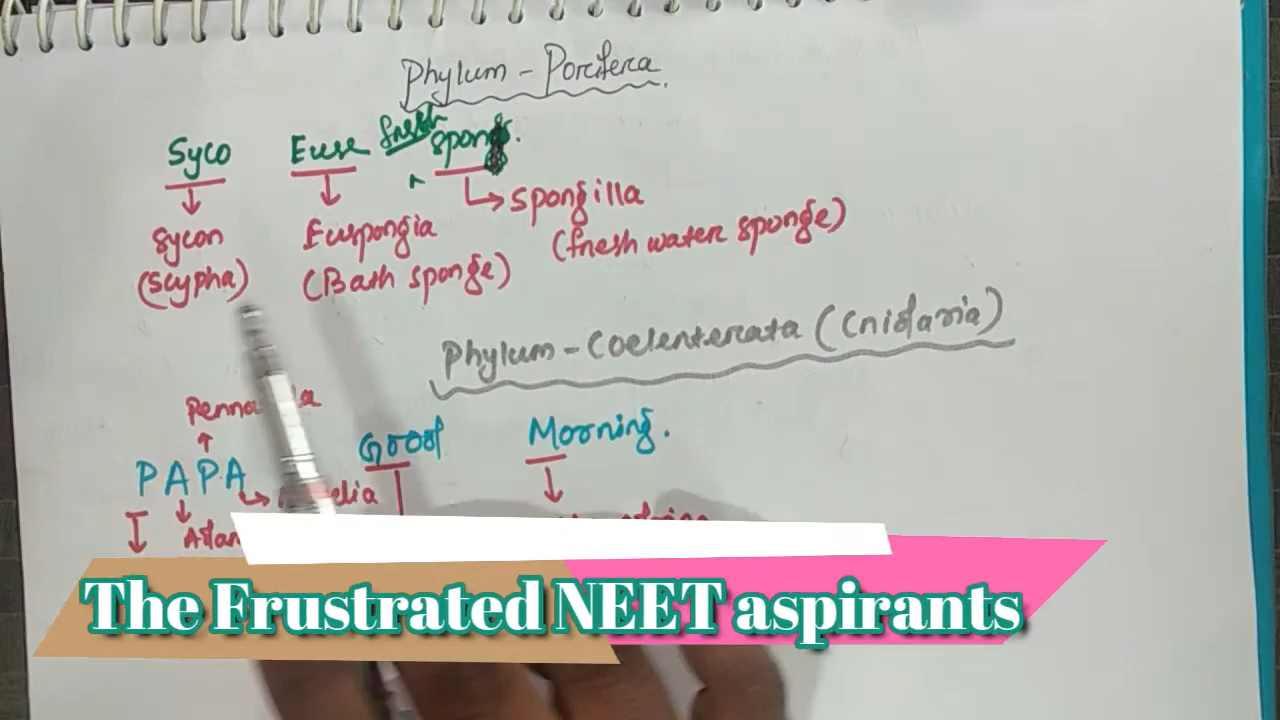 Phylum - Porifera
Syco Euse fresh spong.
Spongilla
Sycon Euspongia (fresh water sponge)
(Scypha) (Bath sponge)
Phylum - Coelenterata (Cnidaria)
PAPA Good Morning.
The Frustrated NEET aspirants